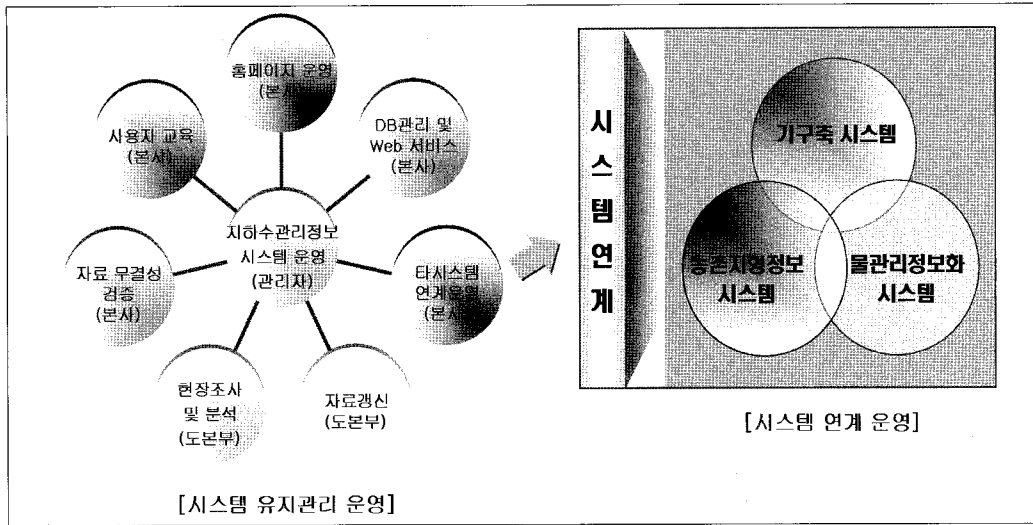 홈페이지 운영
(본사)
사용자 교육
(본사)
DB관리 및
Web 서비스
(본사)
지하수관리정보
시스템 운영
(관리자)
자료 무결성
검증
(본사)
타시스템
연계운영
(본사)
현장조사
및 분석
(도본부)
자료갱신
(도본부)
[시스템 유지관리 운영]
시
스
템
연
계
기구축 시스템
농촌지형정보
시스템
물관리정보화
시스템
[시스템 연계 운영]